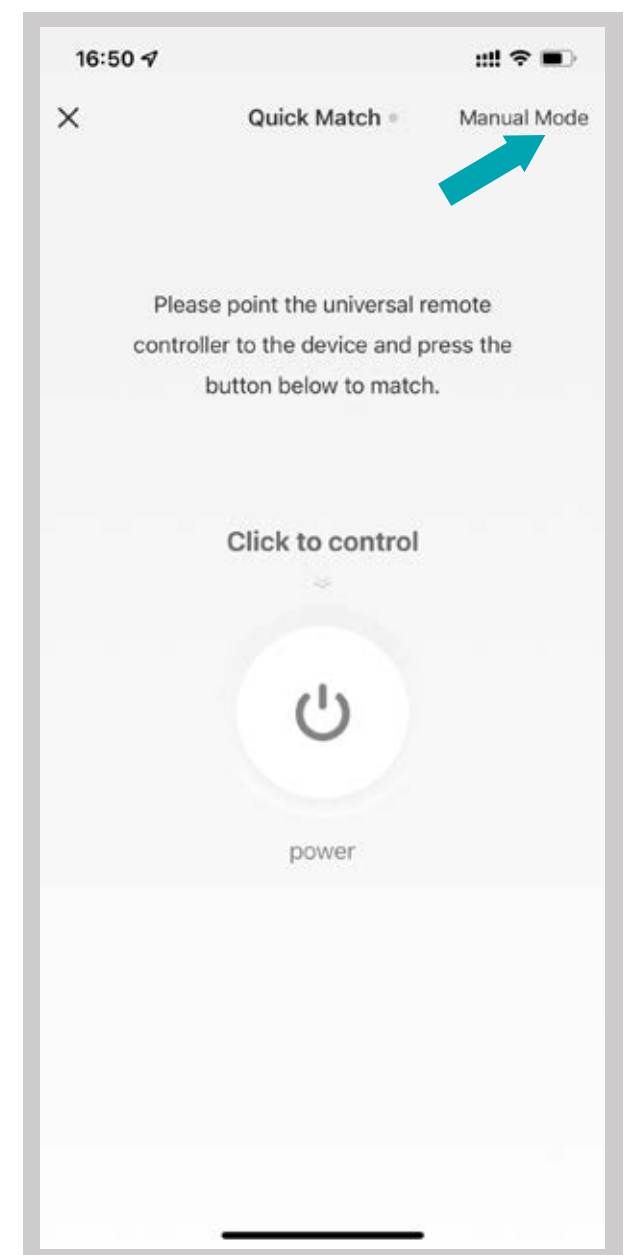 16:50
Quick Match
Manual Mode
Please point the universal remote
controller to the device and press the
button below to match.
Click to control
power